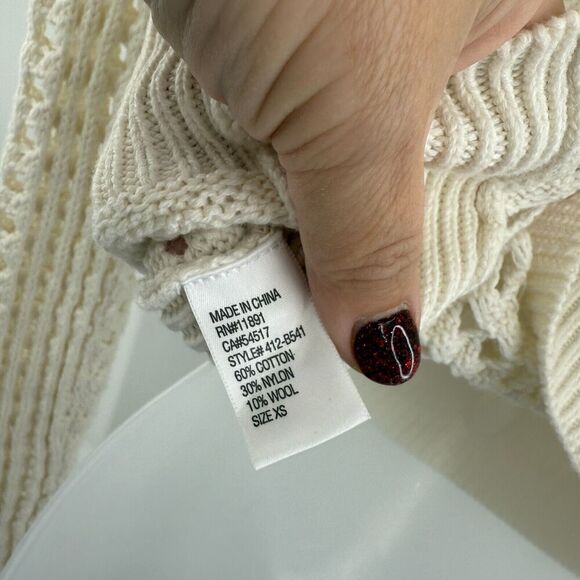 MADE IN CHINA
RN#11891
CA#54517
STYLE# 412-B541
60% COTTON
30% NYLON
10% WOOL
SIZE XS